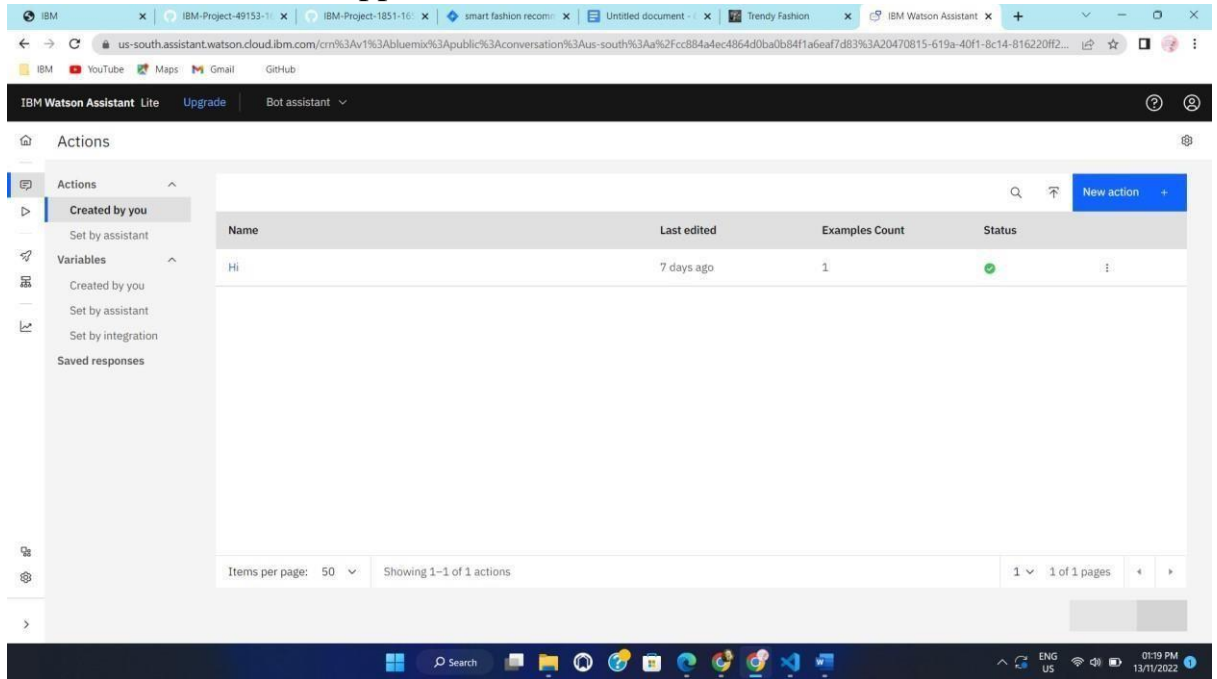 IBM
IBM-Project-49153-1
IBM-Project-1851-16
smart fashion recomm
Untitled document -
Trendy Fashion
IBM Watson Assistant
us-south.assistant.watson.cloud.ibm.com/crn%3Av1%3Abluemix%3Apublic%3Aconversation%3Aus-south%3Aa%2Fcc884a4ec4864d0ba0b84f1a6eaf7d83%3A20470815-619a-40f1-8c14-816220ff2...
IBM YouTube Maps Gmail GitHub
IBM Watson Assistant Lite Upgrade Bot assistant
Actions
Actions
Created by you
Set by assistant
Variables
Created by you
Set by assistant
Set by integration
Saved responses
New action +
Name Last edited Examples Count Status
Hi 7 days ago 1
Items per page: 50 Showing 1–1 of 1 actions 1 1 of 1 pages
Search
ENG
US
01:19 PM
13/11/2022
1